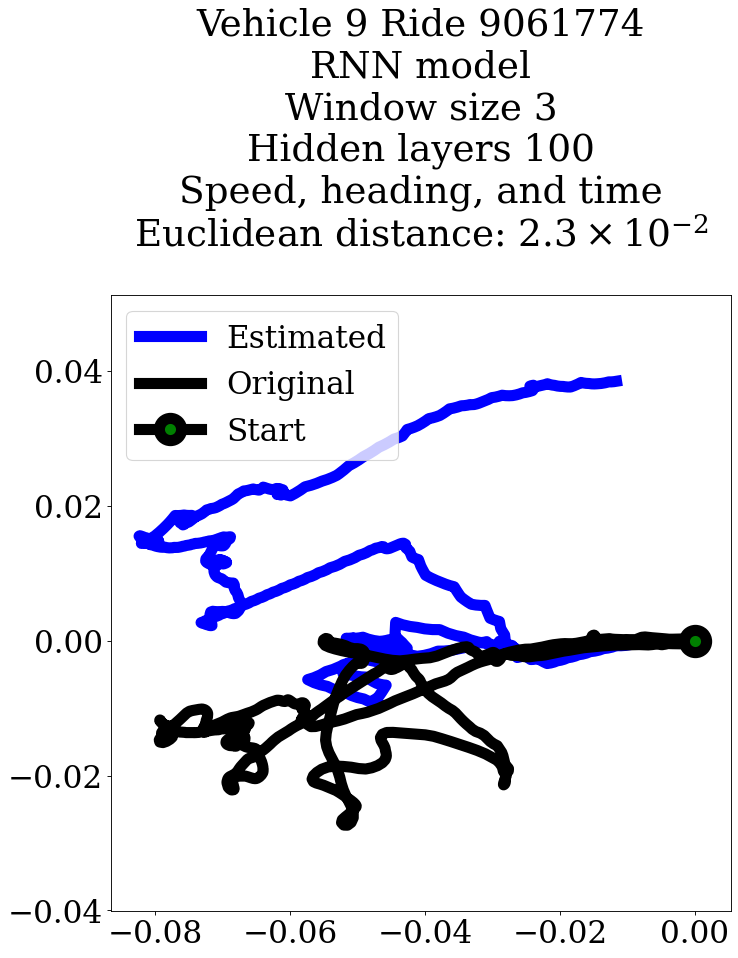 Vehicle 9 Ride 9061774
RNN model
Window size 3
Hidden layers 100
Speed, heading, and time
Euclidean distance: 2.3 × 10⁻²
Estimated
Original
Start
0.04
0.02
0.00
−0.02
−0.04
−0.08 −0.06 −0.04 −0.02 0.00